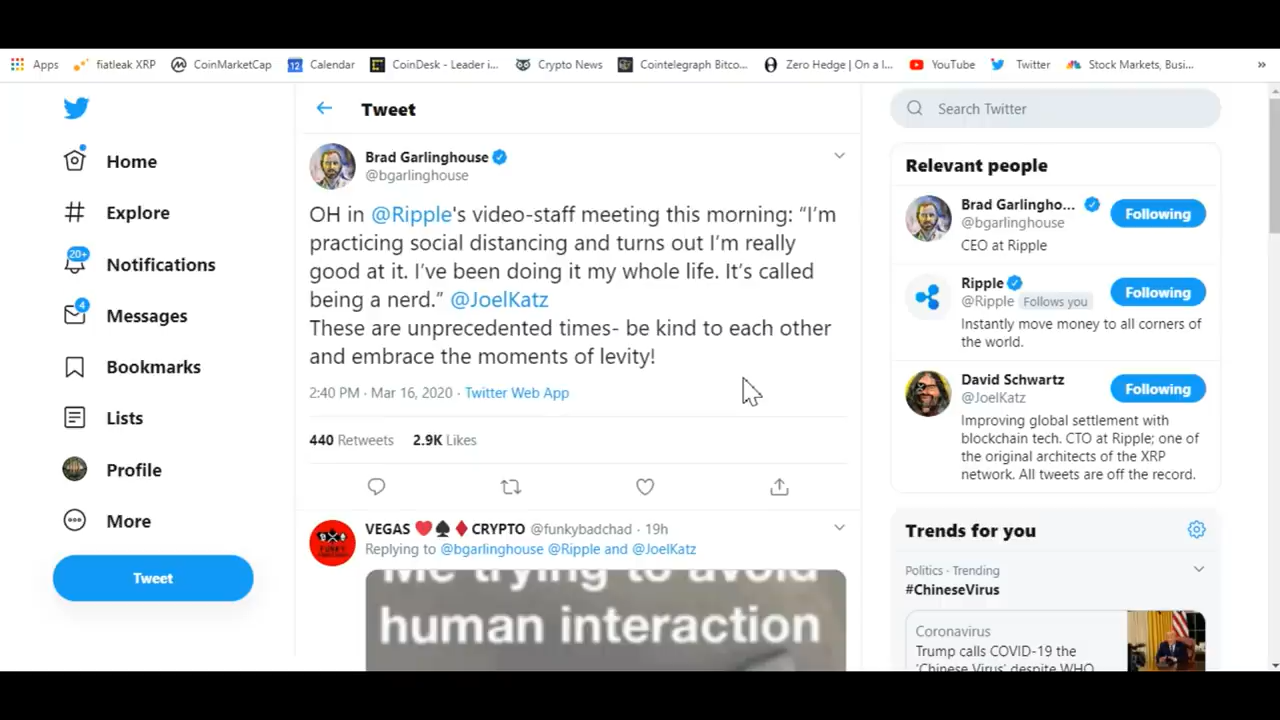 Apps fiatleak XRP CoinMarketCap 12 Calendar CoinDesk - Leader i... Crypto News Cointelegraph Bitco... Zero Hedge | On a l... YouTube Twitter Stock Markets, Busi... »
Home
Explore
20+ Notifications
4 Messages
Bookmarks
Lists
Profile
More
Tweet
Tweet
Brad Garlinghouse
@bgarlinghouse
OH in @Ripple's video-staff meeting this morning: “I’m
practicing social distancing and turns out I’m really
good at it. I’ve been doing it my whole life. It’s called
being a nerd.” @JoelKatz
These are unprecedented times- be kind to each other
and embrace the moments of levity!
2:40 PM · Mar 16, 2020 · Twitter Web App
440 Retweets 2.9K Likes
VEGAS ❤️♠️♦️ CRYPTO @funkybadchad · 19h
Replying to @bgarlinghouse @Ripple and @JoelKatz
Me trying to avoid
human interaction
Search Twitter
Relevant people
Brad Garlingho...
@bgarlinghouse
Following
CEO at Ripple
Ripple
@Ripple Follows you
Following
Instantly move money to all corners of
the world.
David Schwartz
@JoelKatz
Following
Improving global settlement with
blockchain tech. CTO at Ripple; one of
the original architects of the XRP
network. All tweets are off the record.
Trends for you
Politics · Trending
#ChineseVirus
Coronavirus
Trump calls COVID-19 the
'Chinese Virus' despite WHO